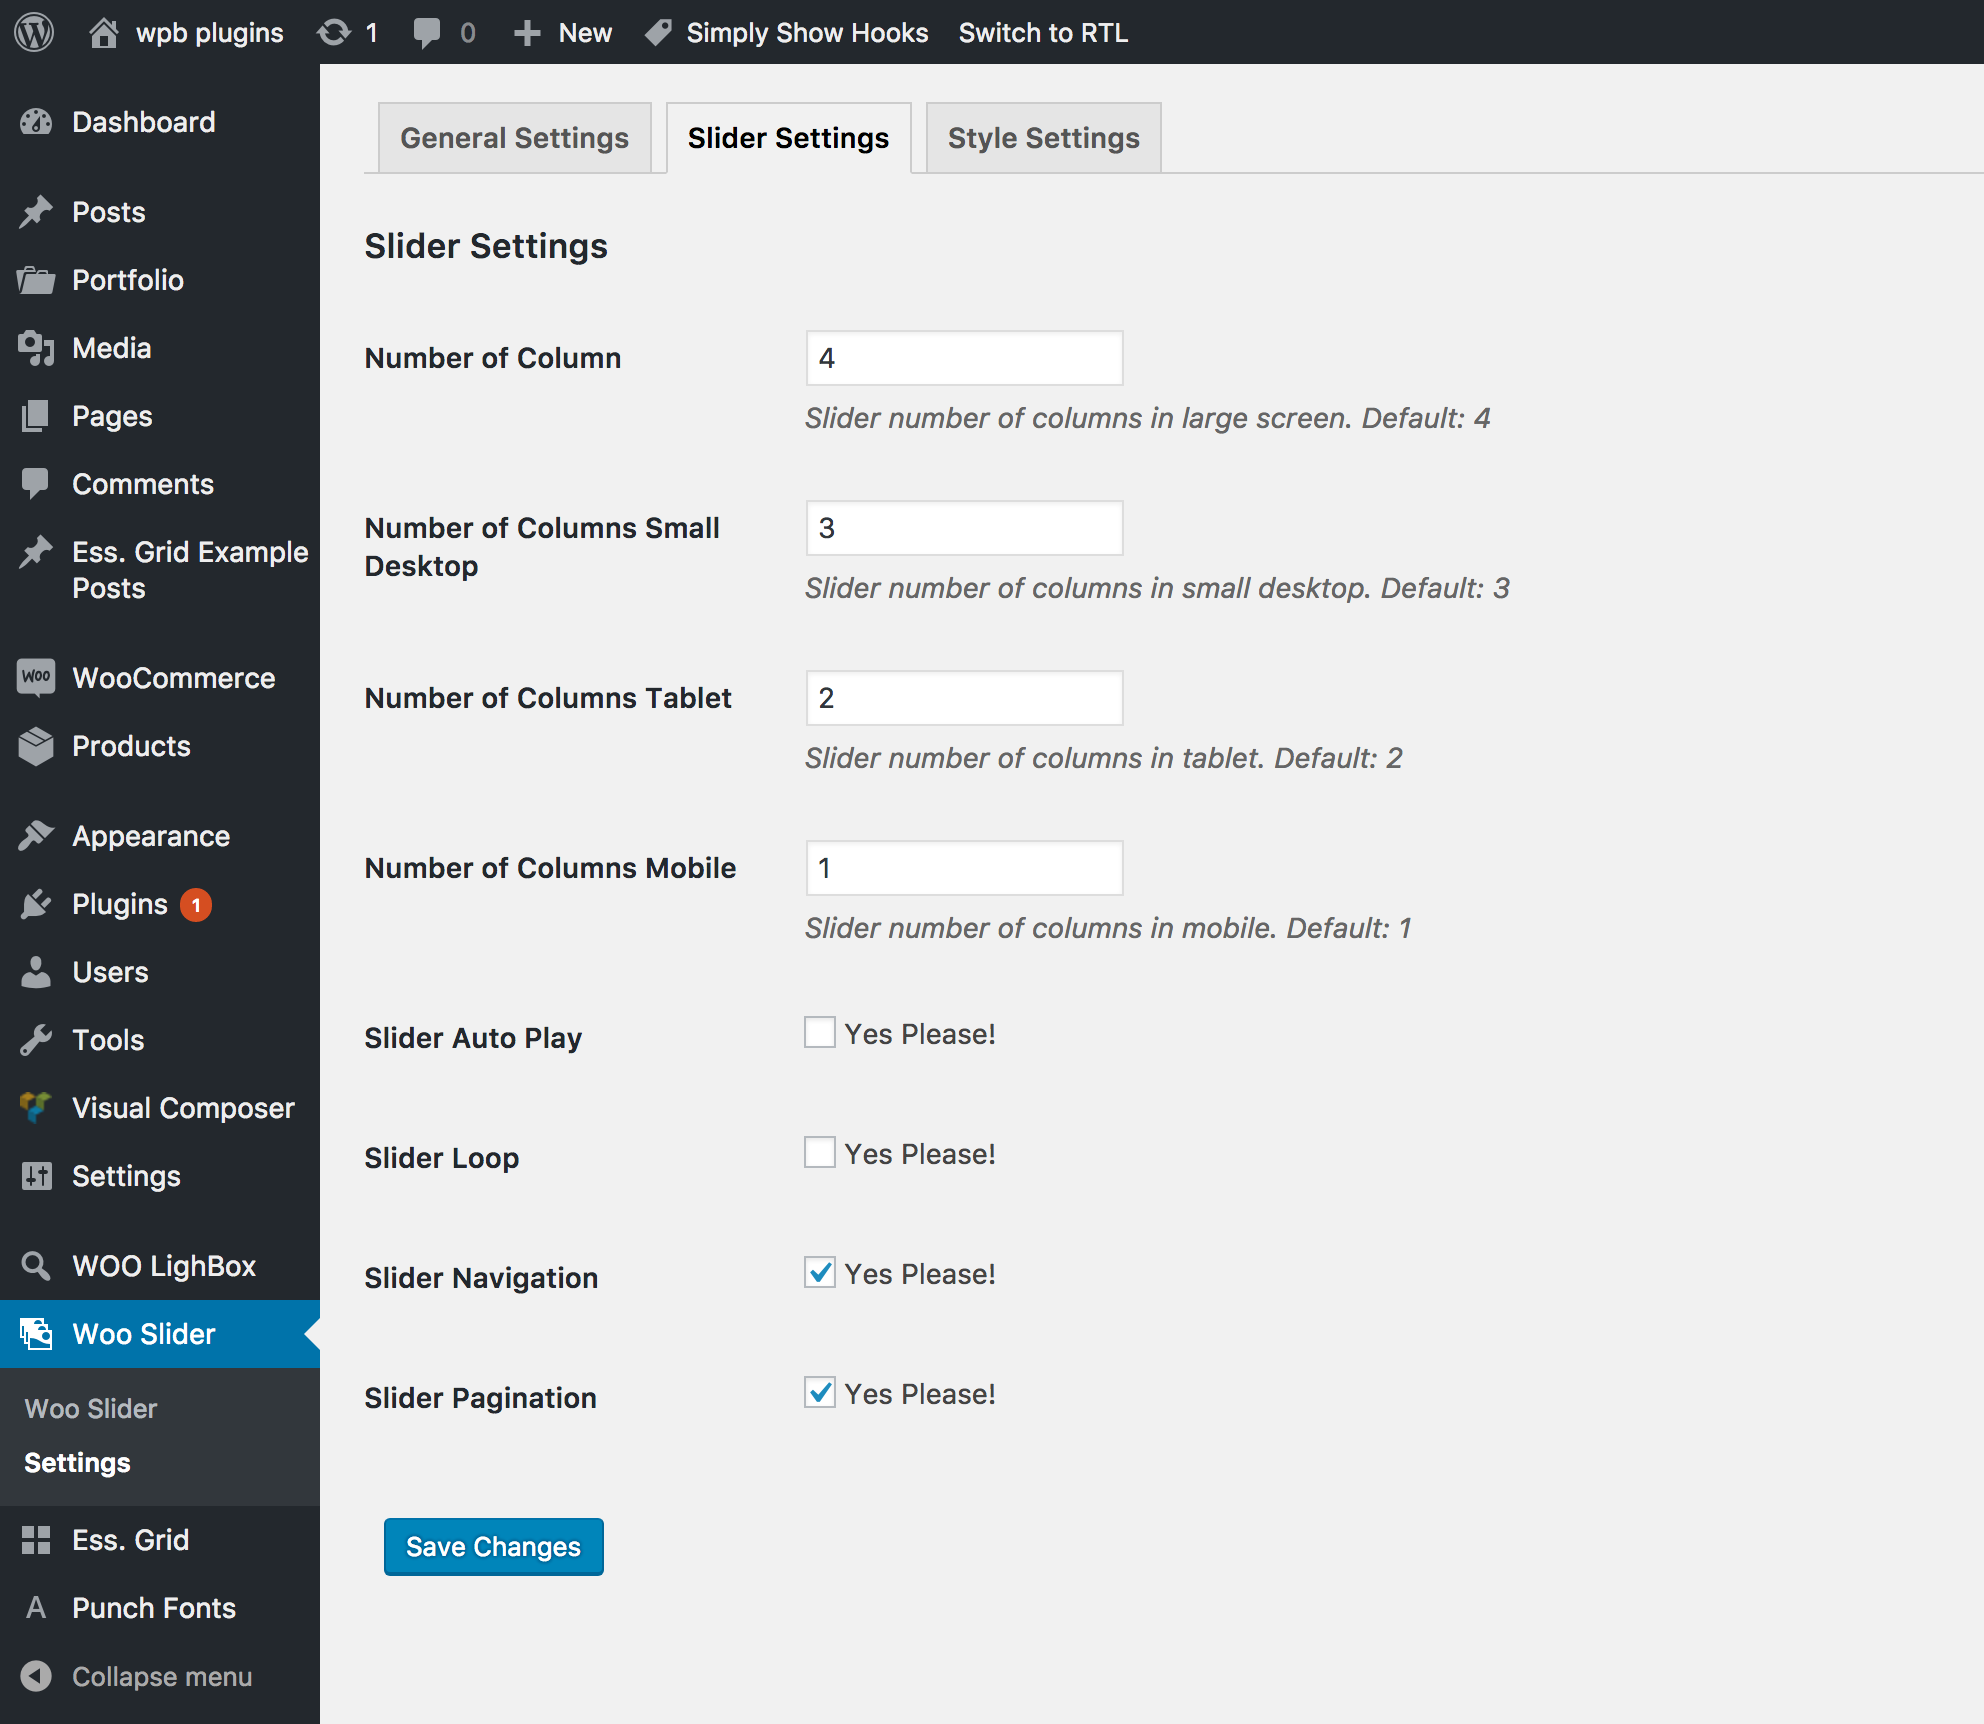 wpb plugins 1 0 New Simply Show Hooks Switch to RTL
Dashboard
Posts
Portfolio
Media
Pages
Comments
Ess. Grid Example
Posts
WOO WooCommerce
Products
Appearance
Plugins 1
Users
Tools
Visual Composer
Settings
WOO LighBox
Woo Slider
Woo Slider
Settings
Ess. Grid
A Punch Fonts
Collapse menu
General Settings Slider Settings Style Settings
Slider Settings
Number of Column 4
Slider number of columns in large screen. Default: 4
Number of Columns Small
Desktop
3
Slider number of columns in small desktop. Default: 3
Number of Columns Tablet 2
Slider number of columns in tablet. Default: 2
Number of Columns Mobile 1
Slider number of columns in mobile. Default: 1
Slider Auto Play Yes Please!
Slider Loop Yes Please!
Slider Navigation Yes Please!
Slider Pagination Yes Please!
Save Changes